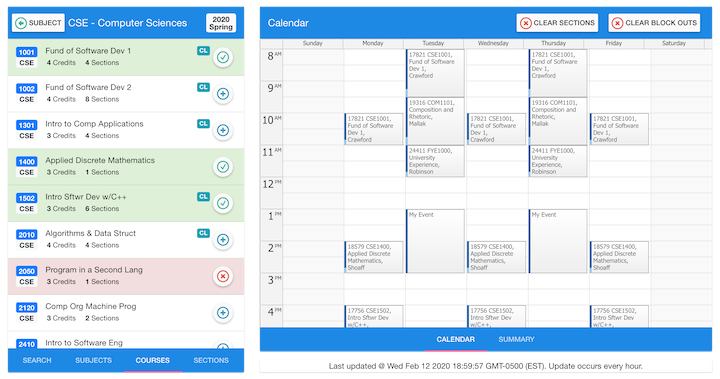 SUBJECT
CSE - Computer Sciences
2020
Spring
1001
CSE
Fund of Software Dev 1
4 Credits 4 Sections
CL
1002
CSE
Fund of Software Dev 2
4 Credits 8 Sections
CL
1301
CSE
Intro to Comp Applications
3 Credits 4 Sections
1400
CSE
Applied Discrete Mathematics
3 Credits 1 Sections
1502
CSE
Intro Sftwr Dev w/C++
3 Credits 6 Sections
CL
2010
CSE
Algorithms & Data Struct
4 Credits 4 Sections
CL
2050
CSE
Program in a Second Lang
3 Credits 1 Sections
2120
CSE
Comp Org Machine Prog
3 Credits 2 Sections
2410
Intro to Software Eng
SEARCH
SUBJECTS
COURSES
SECTIONS
Calendar
CLEAR SECTIONS
CLEAR BLOCK OUTS
Sunday
Monday
Tuesday
Wednesday
Thursday
Friday
Saturday
8 AM
9 AM
10 AM
11 AM
12 PM
1 PM
2 PM
3 PM
4 PM
17821 CSE1001,
Fund of Software
Dev 1,
Crawford
18579 CSE1400,
Applied Discrete
Mathematics,
Shoaff
17756 CSE1502,
Intro Sftwr Dev
w/C++,
17821 CSE1001,
Fund of Software
Dev 1,
Crawford
19316 COM1101,
Composition and
Rhetoric,
Mallak
24411 FYE1000,
University
Experience,
Robinson
My Event
17821 CSE1001,
Fund of Software
Dev 1,
Crawford
18579 CSE1400,
Applied Discrete
Mathematics,
Shoaff
17756 CSE1502,
Intro Sftwr Dev
w/C++,
17821 CSE1001,
Fund of Software
Dev 1,
Crawford
19316 COM1101,
Composition and
Rhetoric,
Mallak
24411 FYE1000,
University
Experience,
Robinson
My Event
17821 CSE1001,
Fund of Software
Dev 1,
Crawford
18579 CSE1400,
Applied Discrete
Mathematics,
Shoaff
17756 CSE1502,
Intro Sftwr Dev
w/C++,
CALENDAR
SUMMARY
Last updated @ Wed Feb 12 2020 18:59:57 GMT-0500 (EST). Update occurs every hour.